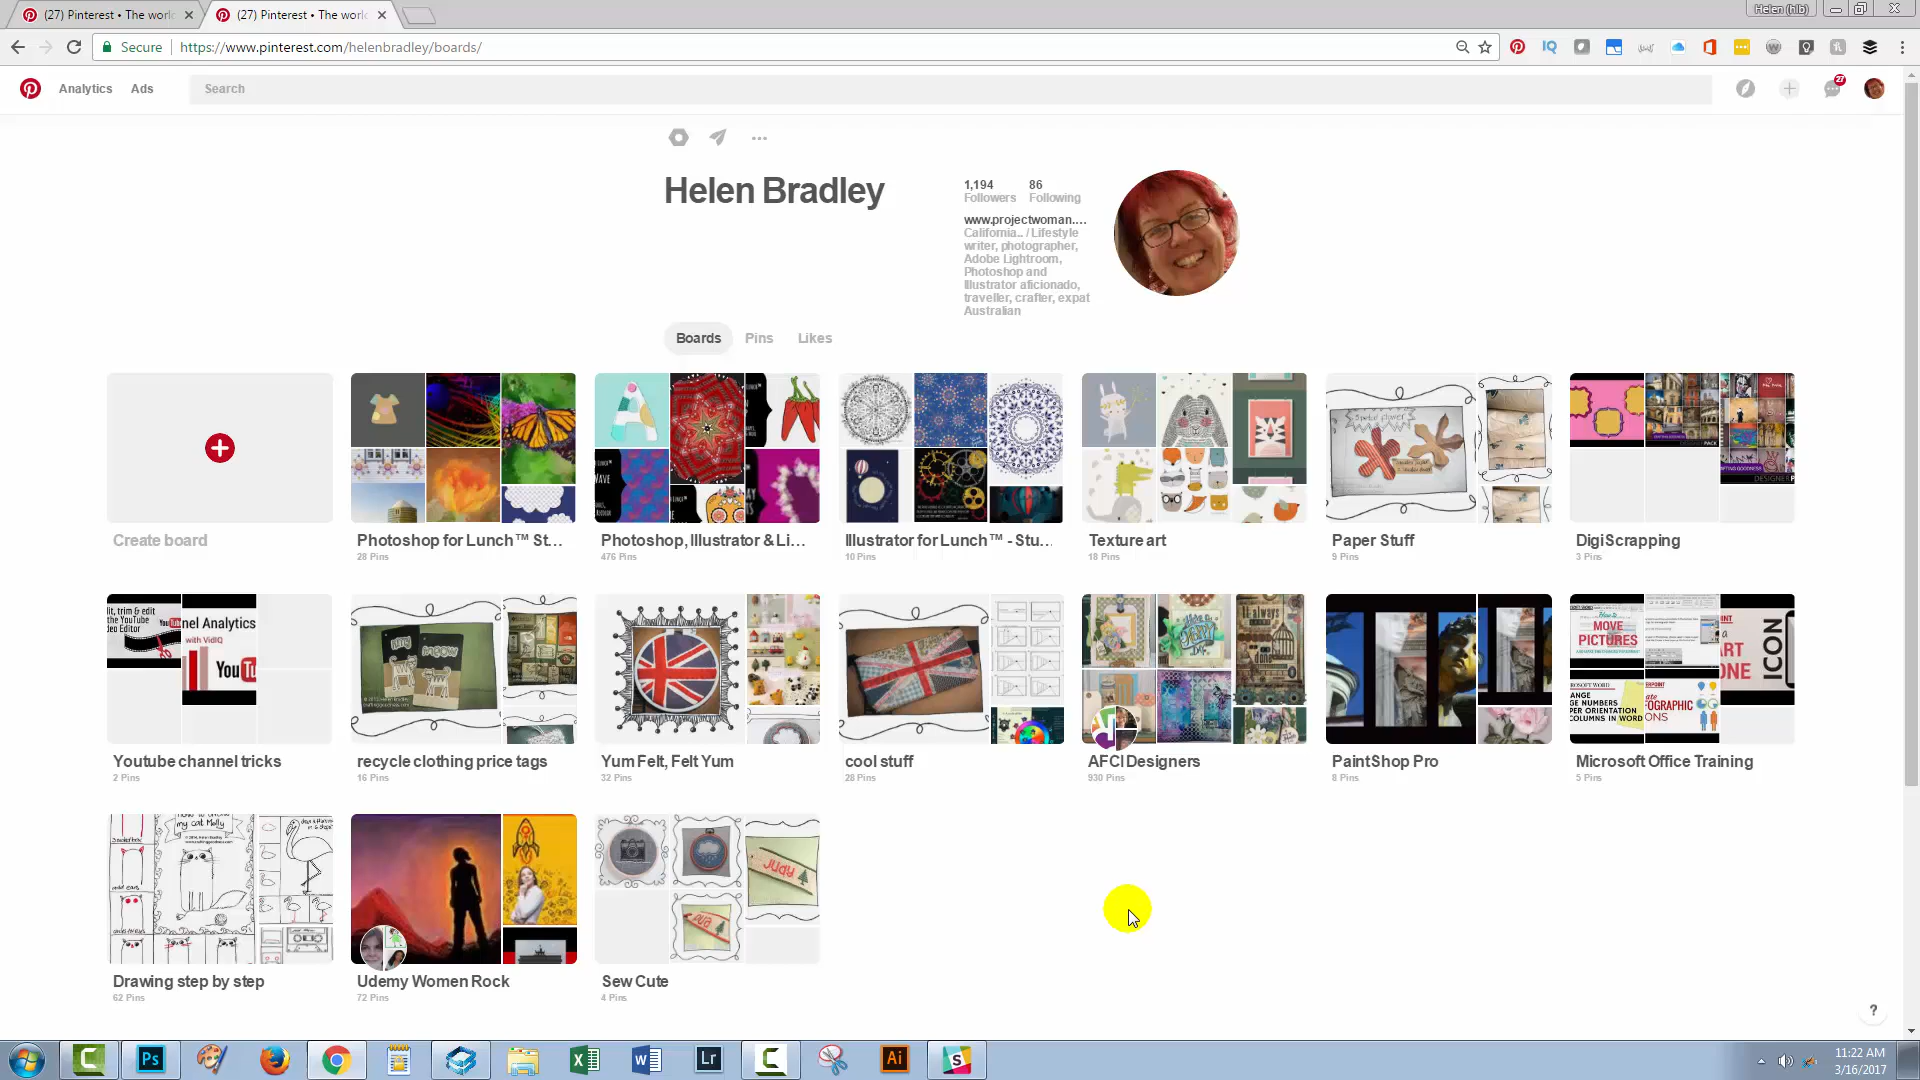 (27) Pinterest • The world
(27) Pinterest • The world
Helen (hlb)
Secure
https://www.pinterest.com/helenbradley/boards/
Analytics
Ads
Search
27
Helen Bradley
1,194
86
Followers
Following
www.projectwoman....
California.. / Lifestyle
writer, photographer,
Adobe Lightroom,
Photoshop and
Illustrator aficionado,
traveller, crafter, expat
Australian
Boards
Pins
Likes
Create board
Photoshop for Lunch™ St...
28 Pins
Photoshop, Illustrator & Li...
476 Pins
Illustrator for Lunch™ - Stu...
10 Pins
Texture art
18 Pins
Paper Stuff
9 Pins
DigiScrapping
3 Pins
Youtube channel tricks
2 Pins
recycle clothing price tags
16 Pins
Yum Felt, Felt Yum
32 Pins
cool stuff
28 Pins
AFCI Designers
930 Pins
PaintShop Pro
8 Pins
Microsoft Office Training
5 Pins
Drawing step by step
62 Pins
Udemy Women Rock
72 Pins
Sew Cute
4 Pins
?
11:22 AM
3/16/2017